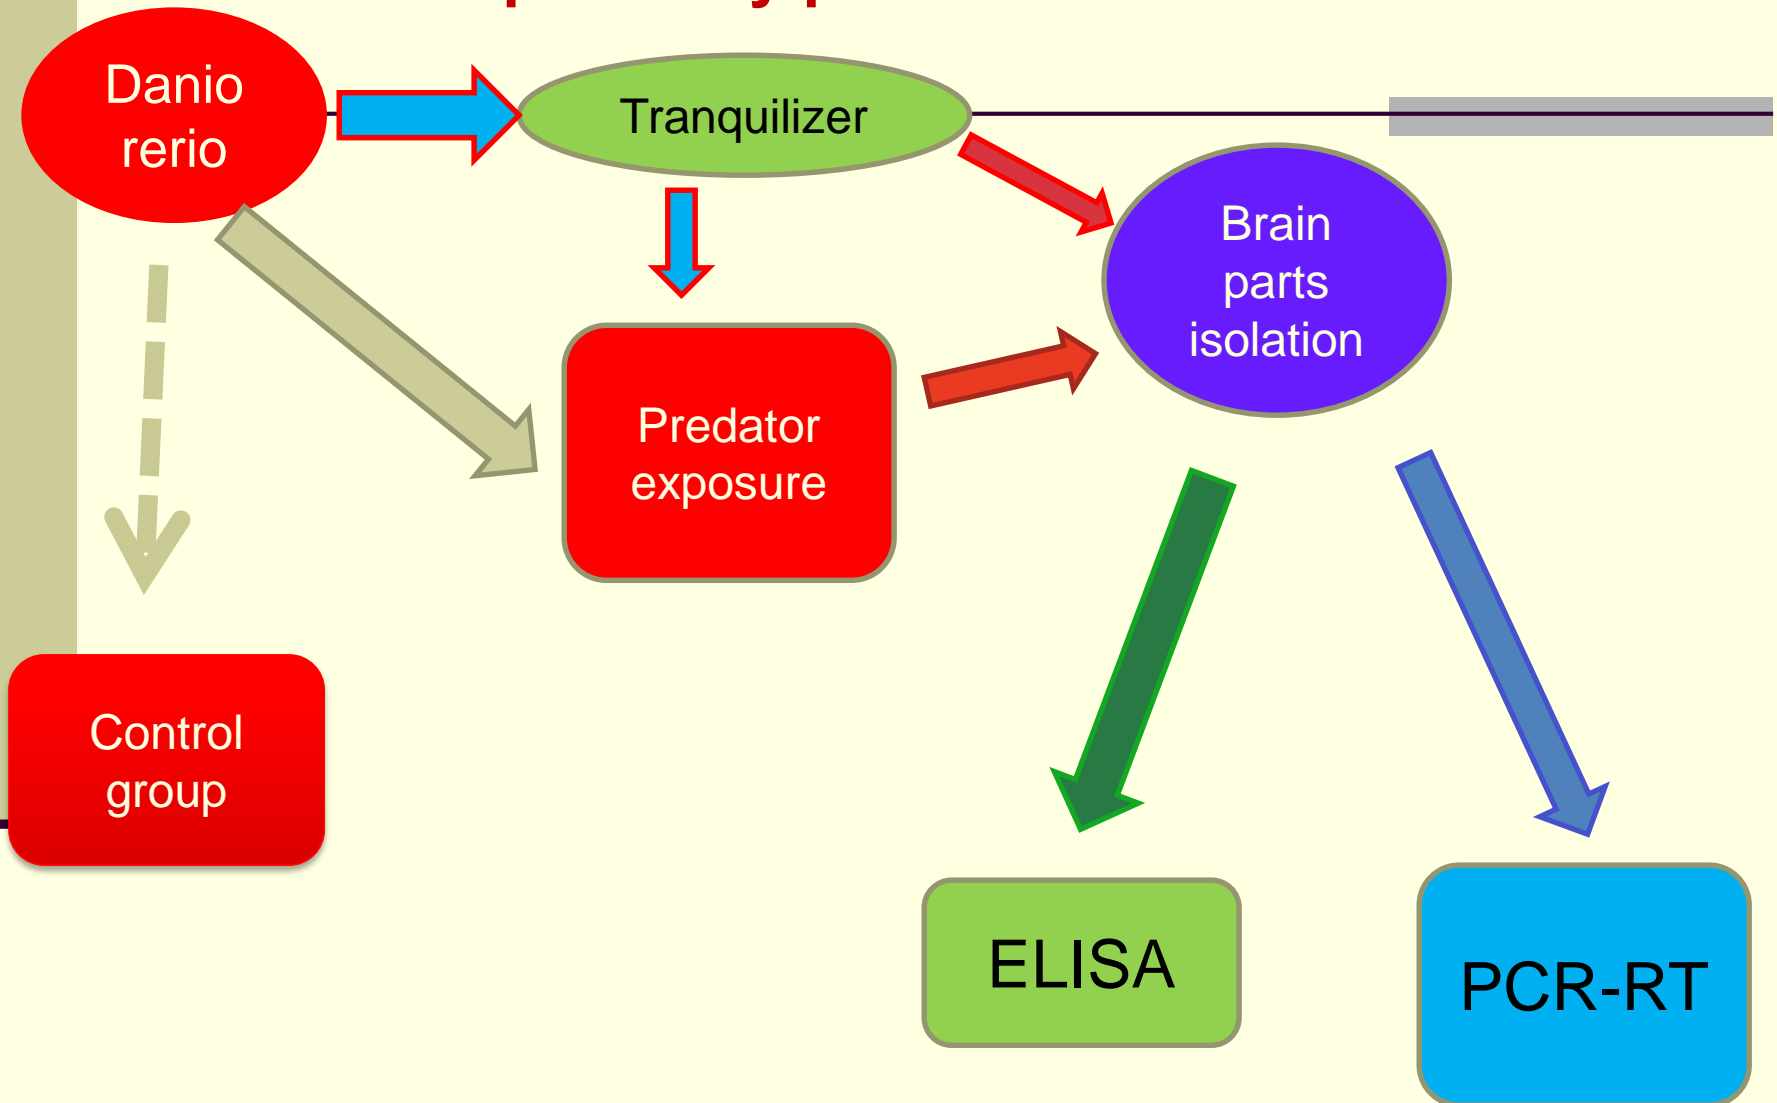 Danio
rerio
Tranquilizer
Brain
parts
isolation
Predator
exposure
Control
group
ELISA
PCR-RT